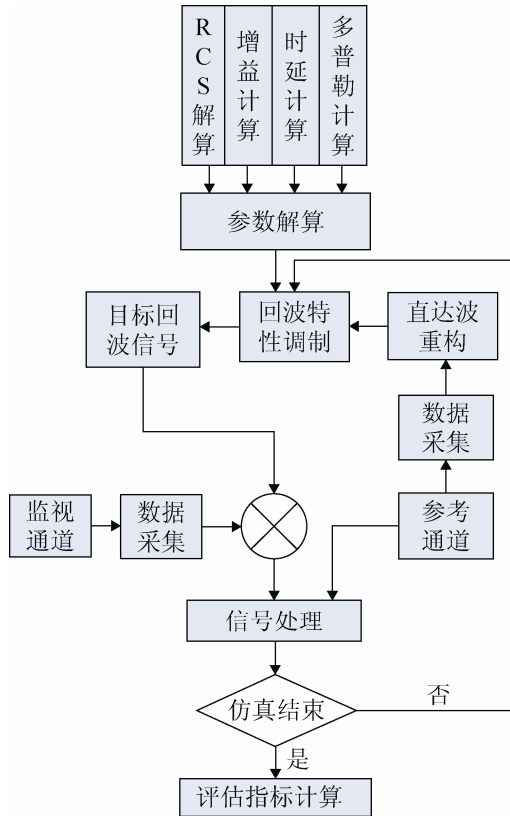 RCS解算
增益计算
时延计算
多普勒计算
参数解算
目标回
波信号
回波特
性调制
直达波
重构
数据
采集
监视
通道
数据
采集
参考
通道
信号处理
仿真结束
否
是
评估指标计算